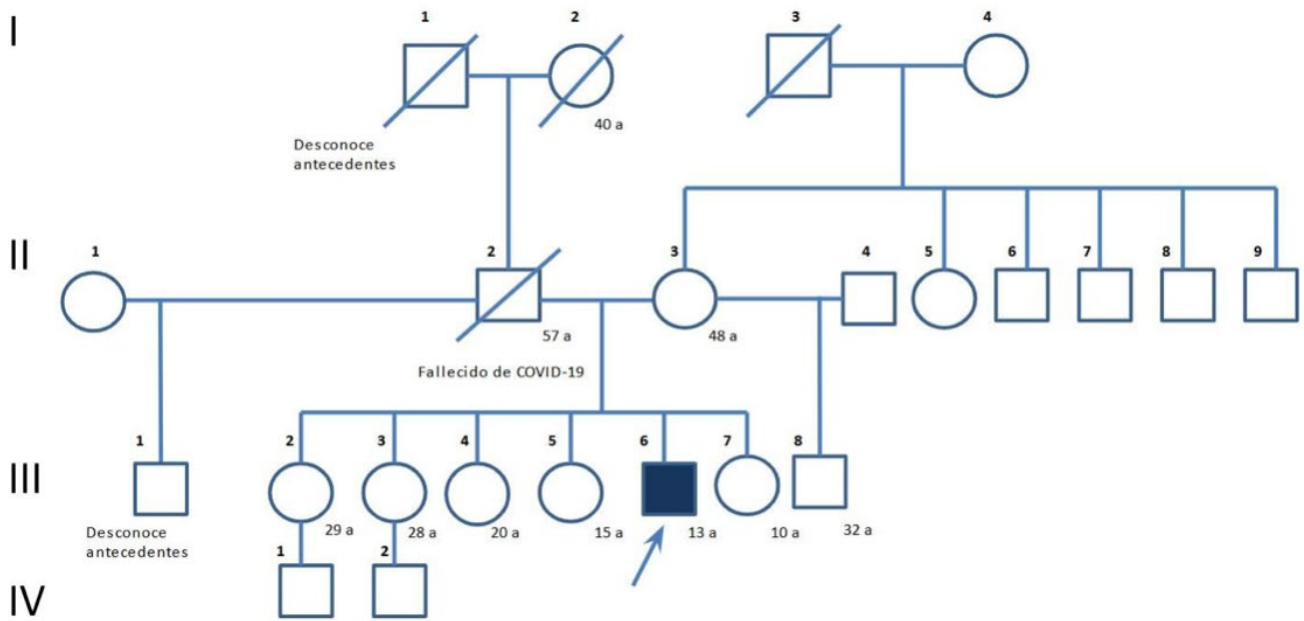 I
1 2 3 4
40 a
Desconoce
antecedentes
II
1 2 3 4 5 6 7 8 9
57 a 48 a
Fallecido de COVID-19
III
1 2 3 4 5 6 7 8
29 a 28 a 20 a 15 a 13 a 10 a 32 a
Desconoce
antecedentes
IV
1 2